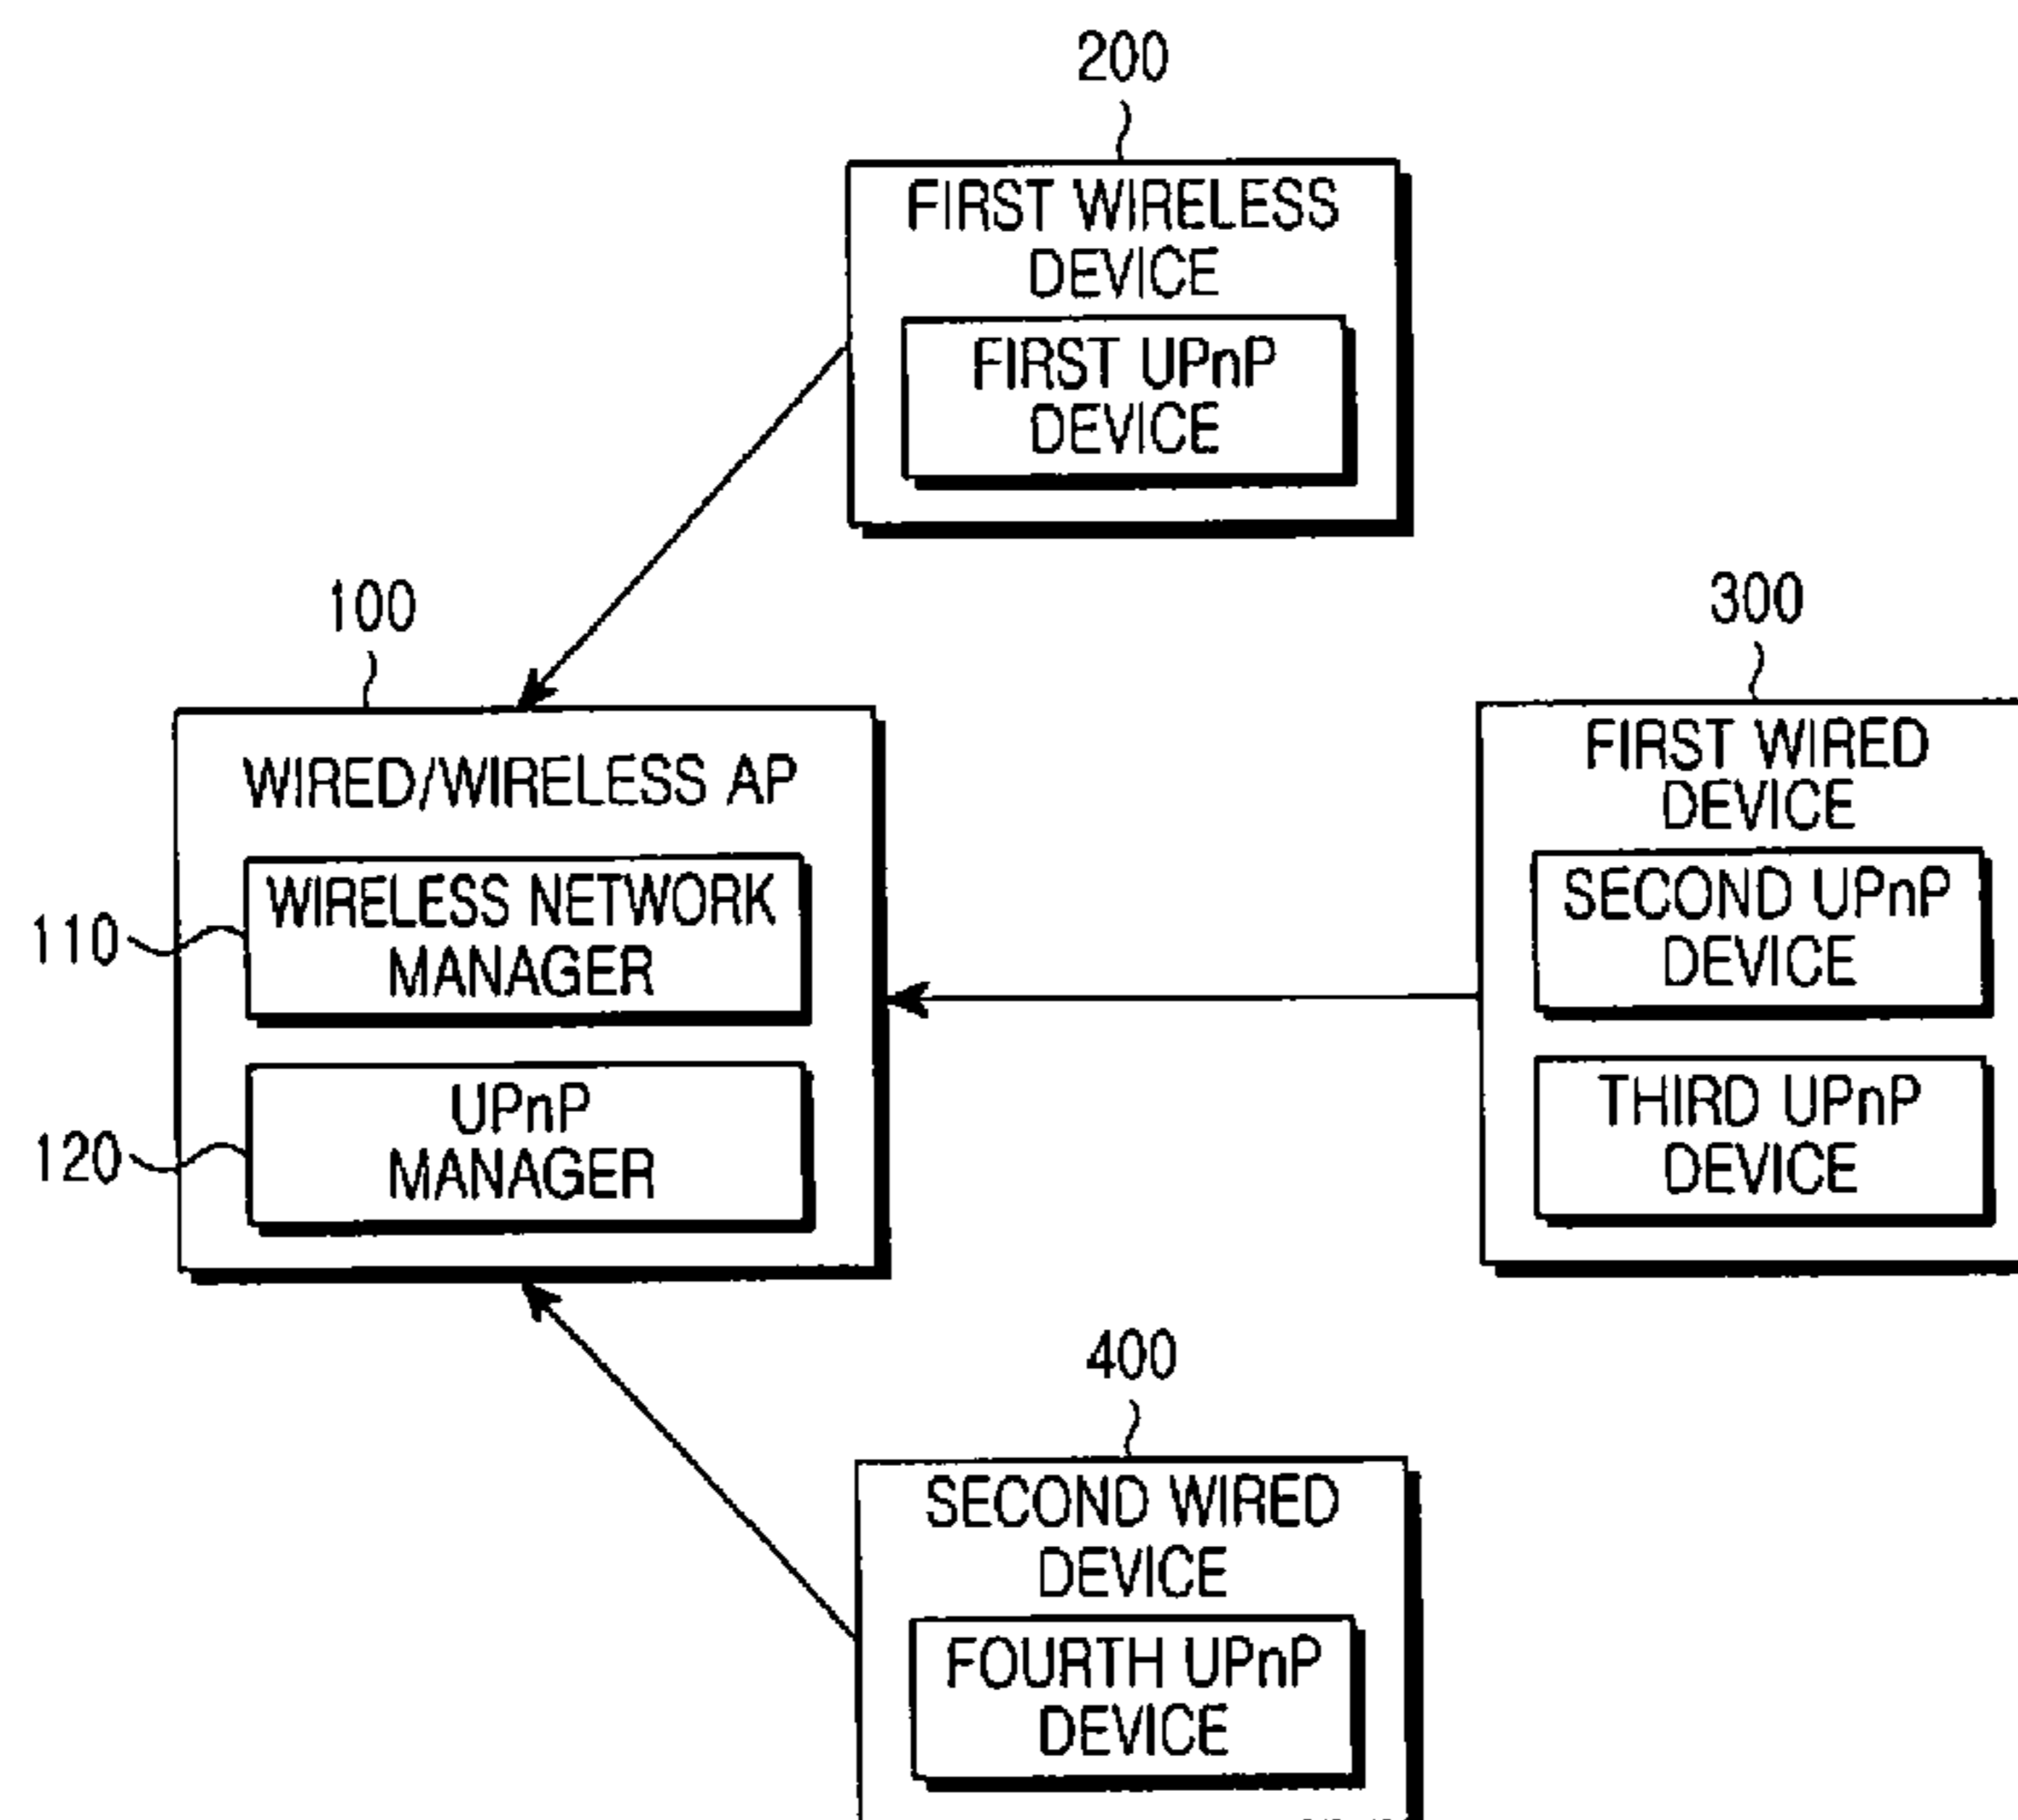 200
FIRST WIRELESS
DEVICE
FIRST UPnP
DEVICE
100
WIRED/WIRELESS AP
110
WIRELESS NETWORK
MANAGER
120
UPnP
MANAGER
300
FIRST WIRED
DEVICE
SECOND UPnP
DEVICE
THIRD UPnP
DEVICE
400
SECOND WIRED
DEVICE
FOURTH UPnP
DEVICE